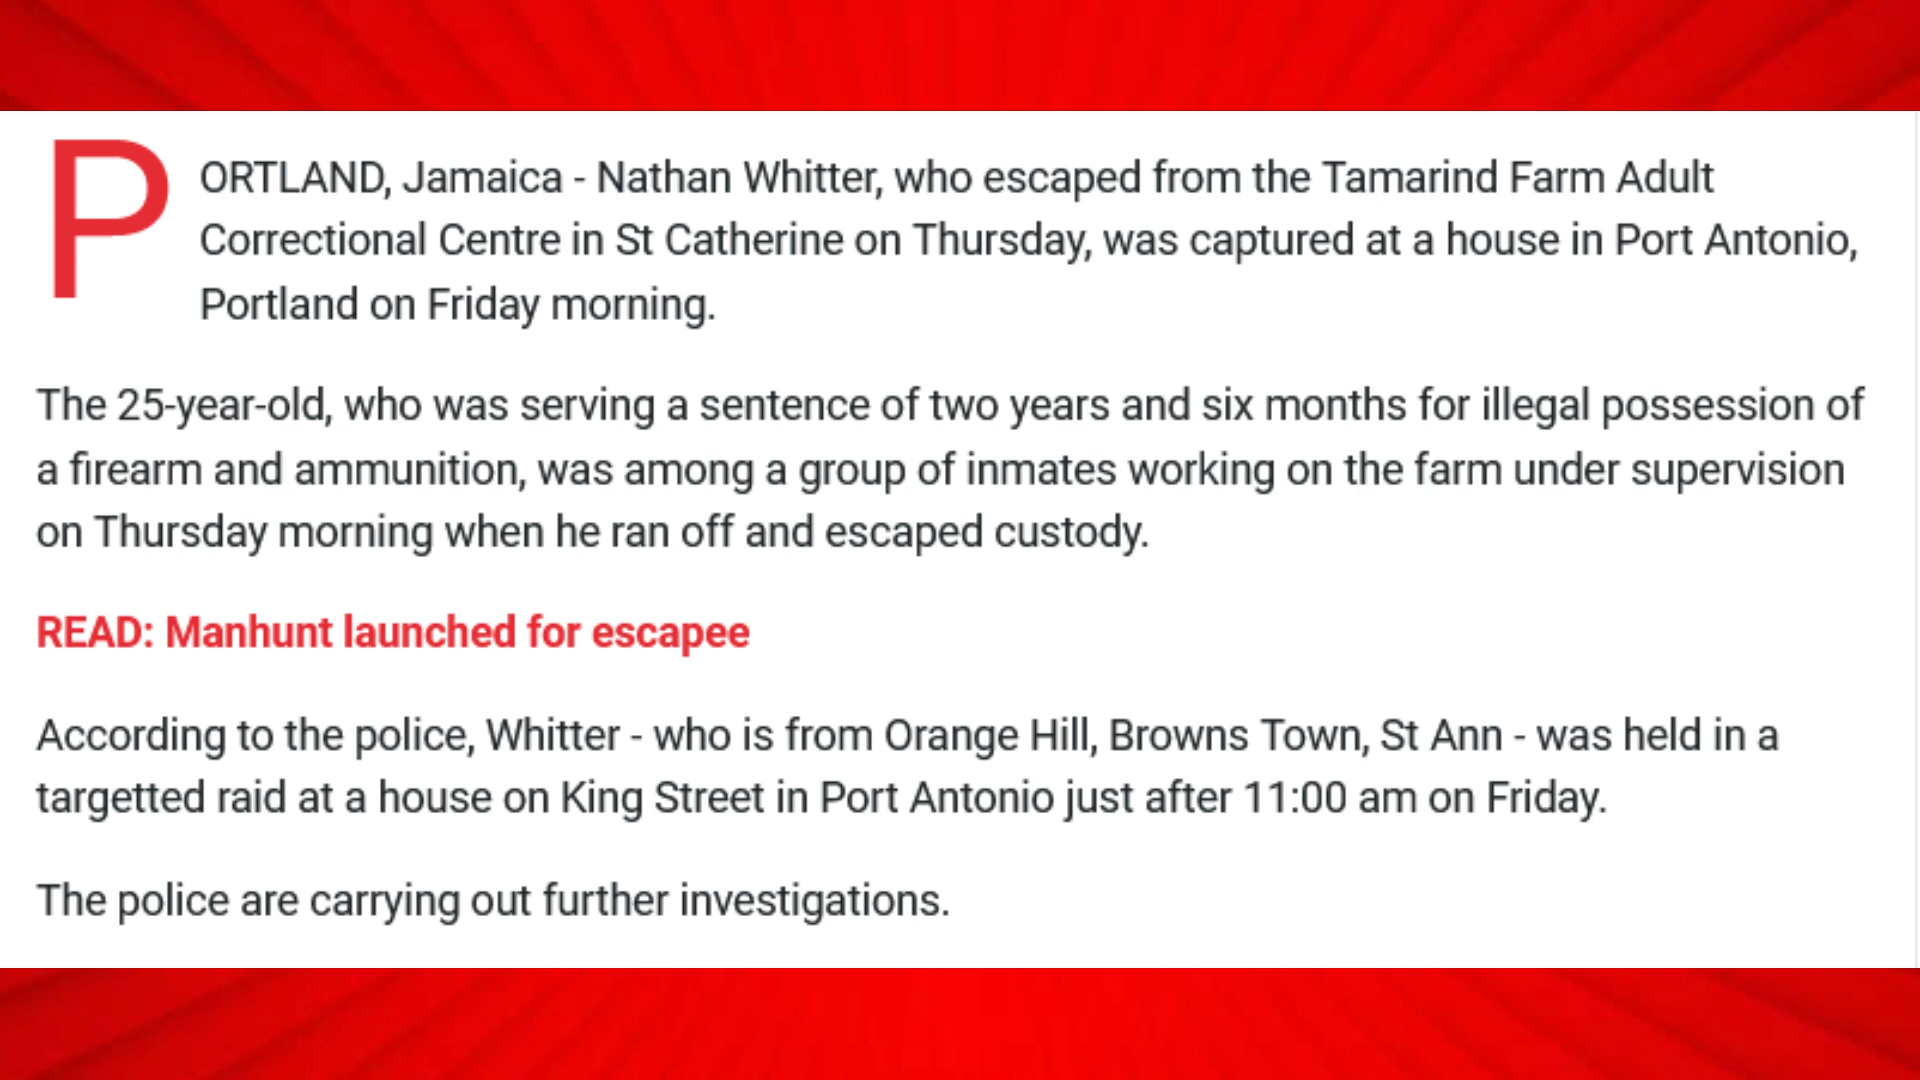 PORTLAND, Jamaica - Nathan Whitter, who escaped from the Tamarind Farm Adult
Correctional Centre in St Catherine on Thursday, was captured at a house in Port Antonio,
Portland on Friday morning.
The 25-year-old, who was serving a sentence of two years and six months for illegal possession of
a firearm and ammunition, was among a group of inmates working on the farm under supervision
on Thursday morning when he ran off and escaped custody.
READ: Manhunt launched for escapee
According to the police, Whitter - who is from Orange Hill, Browns Town, St Ann - was held in a
targetted raid at a house on King Street in Port Antonio just after 11:00 am on Friday.
The police are carrying out further investigations.